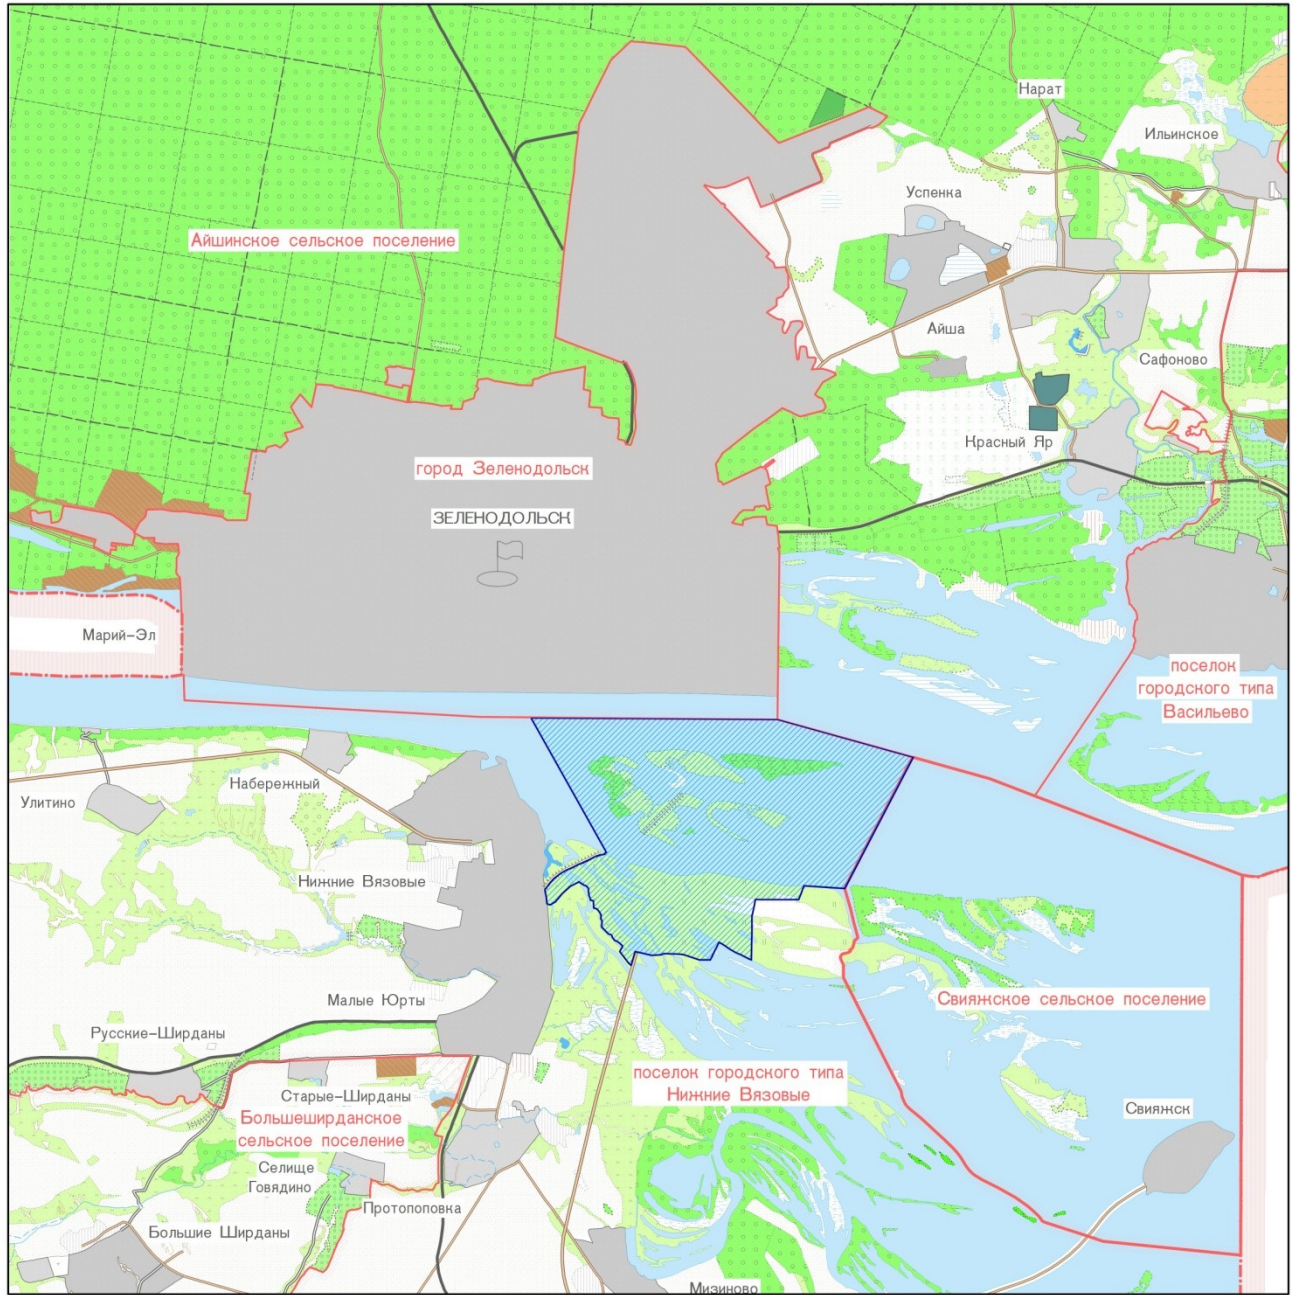 Нарат
Ильинское
Успенка
Айшинское сельское поселение
Айша
Сафоново
Красный Яр
город Зеленодольск
ЗЕЛЕНОДОЛЬСК
Марий-Эл
поселок
городского типа
Васильево
Набережный
Улитино
Нижние Вязовые
Малые Юрты
Свияжское сельское поселение
Русские-Ширданы
поселок городского типа
Нижние Вязовые
Старые-Ширданы
Большеширданское
сельское поселение
Свияжск
Селище
Говядино
Протопоповка
Большие Ширданы
Мизиново